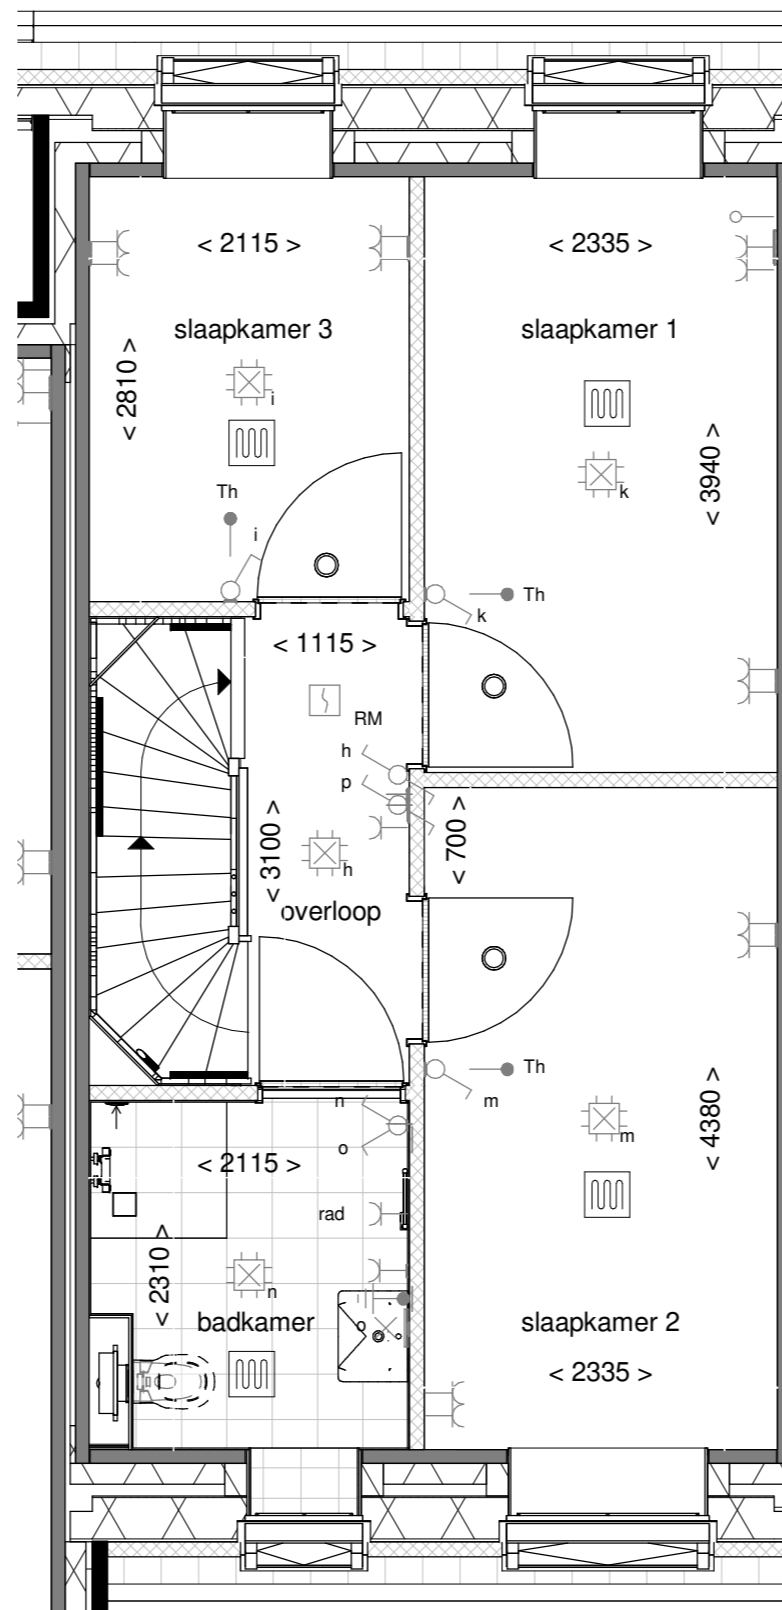 < 2115 >
< 2335 >
slaapkamer 3
slaapkamer 1
< 2810 >
i
k
< 3940 >
Th
i
Th
k
< 1115 >
RM
h
p
< 3100 >
< 700 >
h
overloop
Th
m
n
o
< 4380 >
m
< 2115 >
rad
< 2310 >
n
o
badkamer
slaapkamer 2
< 2335 >